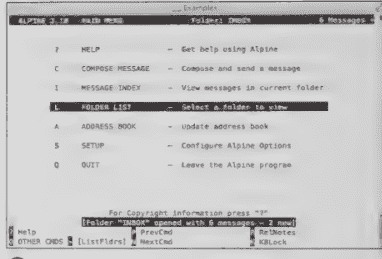 Examples
ALPINE 2.10 MAIN MENU Folder: INBOX 6 Messages
? HELP - Get help using Alpine
C COMPOSE MESSAGE - Compose and send a message
I MESSAGE INDEX - View messages in current folder
L FOLDER LIST - Select a folder to view
A ADDRESS BOOK - Update address book
S SETUP - Configure Alpine Options
Q QUIT - Leave the Alpine program
For Copyright information press "?"
[Folder "INBOX" opened with 6 messages - 2 new]
? Help P PrevCmd R RelNotes
O OTHER CMDS > [ListFldrs] N NextCmd K KBLock